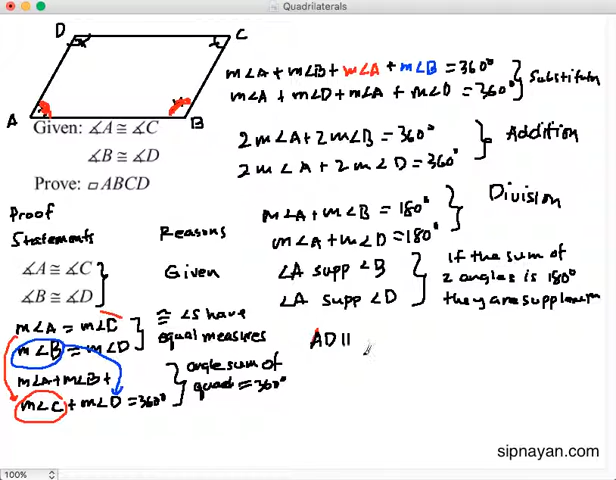 Quadrilaterals
D
C
A
B
Given: ∡A ≅ ∡C
∡B ≅ ∡D
Prove: ▱ABCD
Proof
Statements Reasons
∡A ≅ ∡C
∡B ≅ ∡D
Given
m∠A = m∠C
m∠B = m∠D
≅ ∠s have
equal measures
m∠A + m∠B +
m∠C + m∠D = 360°
angle sum of
quad = 360°
m∠A + m∠B + m∠A + m∠B = 360°
m∠A + m∠D + m∠A + m∠D = 360°
2m∠A + 2m∠B = 360°
2m∠A + 2m∠D = 360°
Addition
m∠A + m∠B = 180°
m∠A + m∠D = 180°
Division
∠A supp ∠B
∠A supp ∠D
If the sum of
2 angles is 180°
they are supplem
AD ||
sipnayan.com
100%